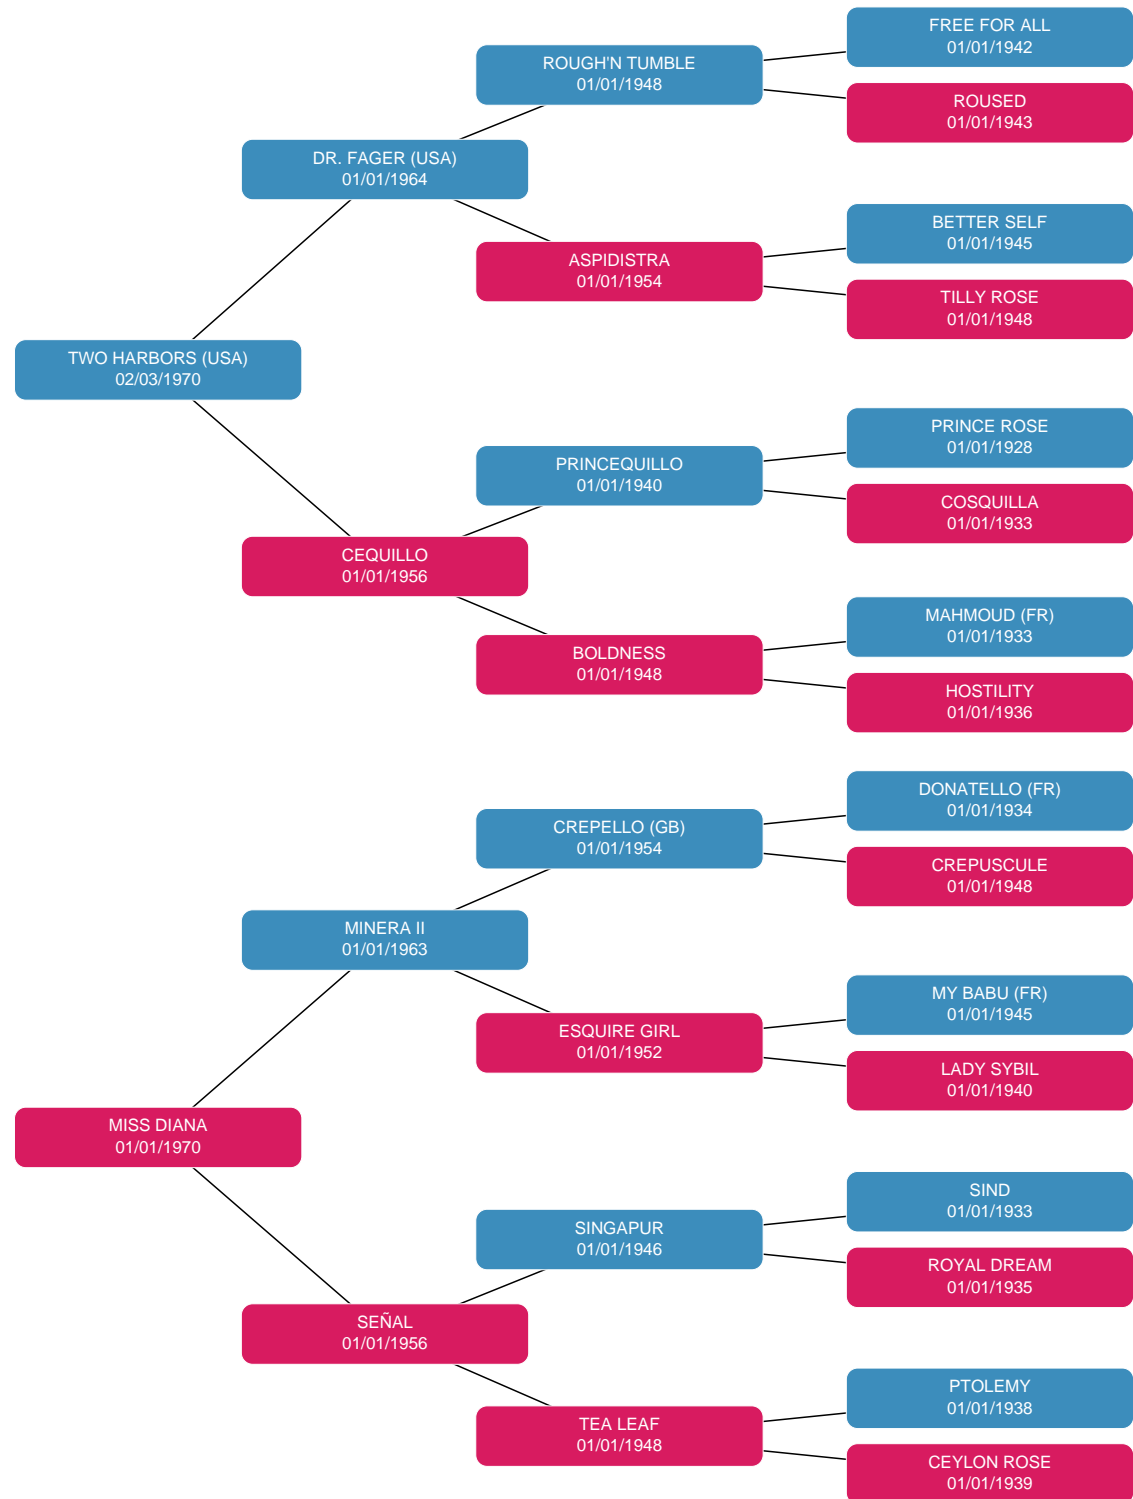 FREE FOR ALL
01/01/1942
ROUGH'N TUMBLE
01/01/1948
ROUSED
01/01/1943
DR. FAGER (USA)
01/01/1964
BETTER SELF
01/01/1945
ASPIDISTRA
01/01/1954
TILLY ROSE
01/01/1948
TWO HARBORS (USA)
02/03/1970
PRINCE ROSE
01/01/1928
PRINCEQUILLO
01/01/1940
COSQUILLA
01/01/1933
CEQUILLO
01/01/1956
MAHMOUD (FR)
01/01/1933
BOLDNESS
01/01/1948
HOSTILITY
01/01/1936
DONATELLO (FR)
01/01/1934
CREPELLO (GB)
01/01/1954
CREPUSCULE
01/01/1948
MINERA II
01/01/1963
MY BABU (FR)
01/01/1945
ESQUIRE GIRL
01/01/1952
LADY SYBIL
01/01/1940
MISS DIANA
01/01/1970
SIND
01/01/1933
SINGAPUR
01/01/1946
ROYAL DREAM
01/01/1935
SEÑAL
01/01/1956
PTOLEMY
01/01/1938
TEA LEAF
01/01/1948
CEYLON ROSE
01/01/1939